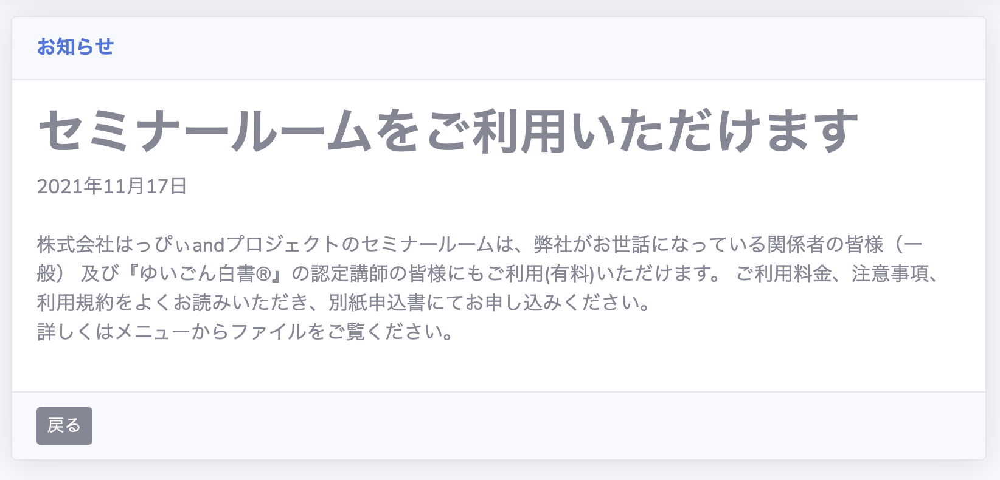 お知らせ
セミナールームをご利用いただけます
2021年11月17日
株式会社はっぴぃandプロジェクトのセミナールームは、弊社がお世話になっている関係者の皆様（一
般） 及び『ゆいごん白書®』の認定講師の皆様にもご利用(有料)いただけます。 ご利用料金、注意事項、
利用規約をよくお読みいただき、別紙申込書にてお申し込みください。
詳しくはメニューからファイルをご覧ください。
戻る